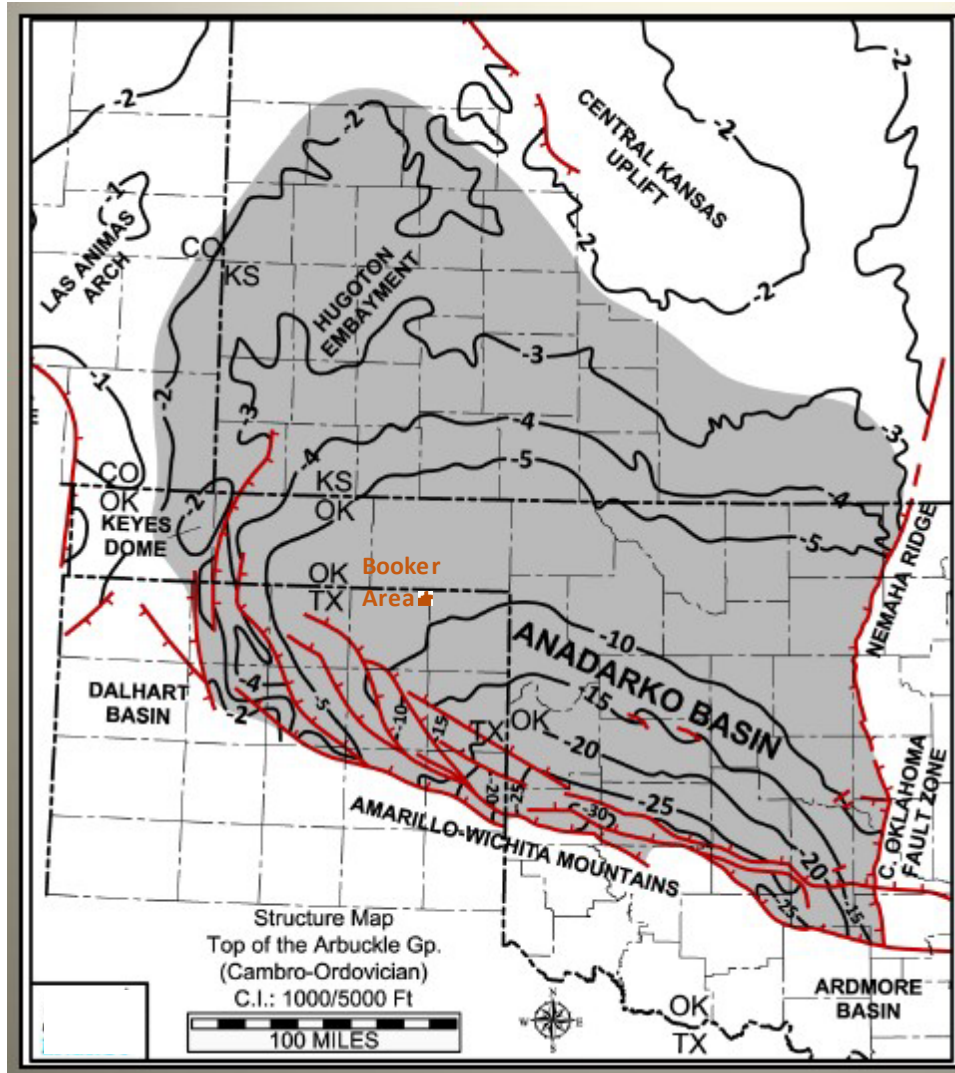 -2
-2
-2
-2
CENTRAL KANSAS
UPLIFT
-1
LAS ANIMAS
ARCH
CO
KS
-2
-2
HUGOTON
EMBAYMENT
-3
-1
-2
-3
-4
-3
-4
-5
CO
OK
KS
OK
-4
-2
-5
KEYES
DOME
NEMAHA RIDGE
OK
TX
Booker
Area
-10
ANADARKO BASIN
DALHART
BASIN
-4
-2
-5
-10
-15
TX
OK
-15
-20
-25
-20
-25
-30
AMARILLO-WICHITA MOUNTAINS
C. OKLAHOMA
FAULT ZONE
-20
-25
-15
Structure Map
Top of the Arbuckle Gp.
(Cambro-Ordovician)
C.I.: 1000/5000 Ft
100 MILES
N
W
E
S
OK
TX
ARDMORE
BASIN